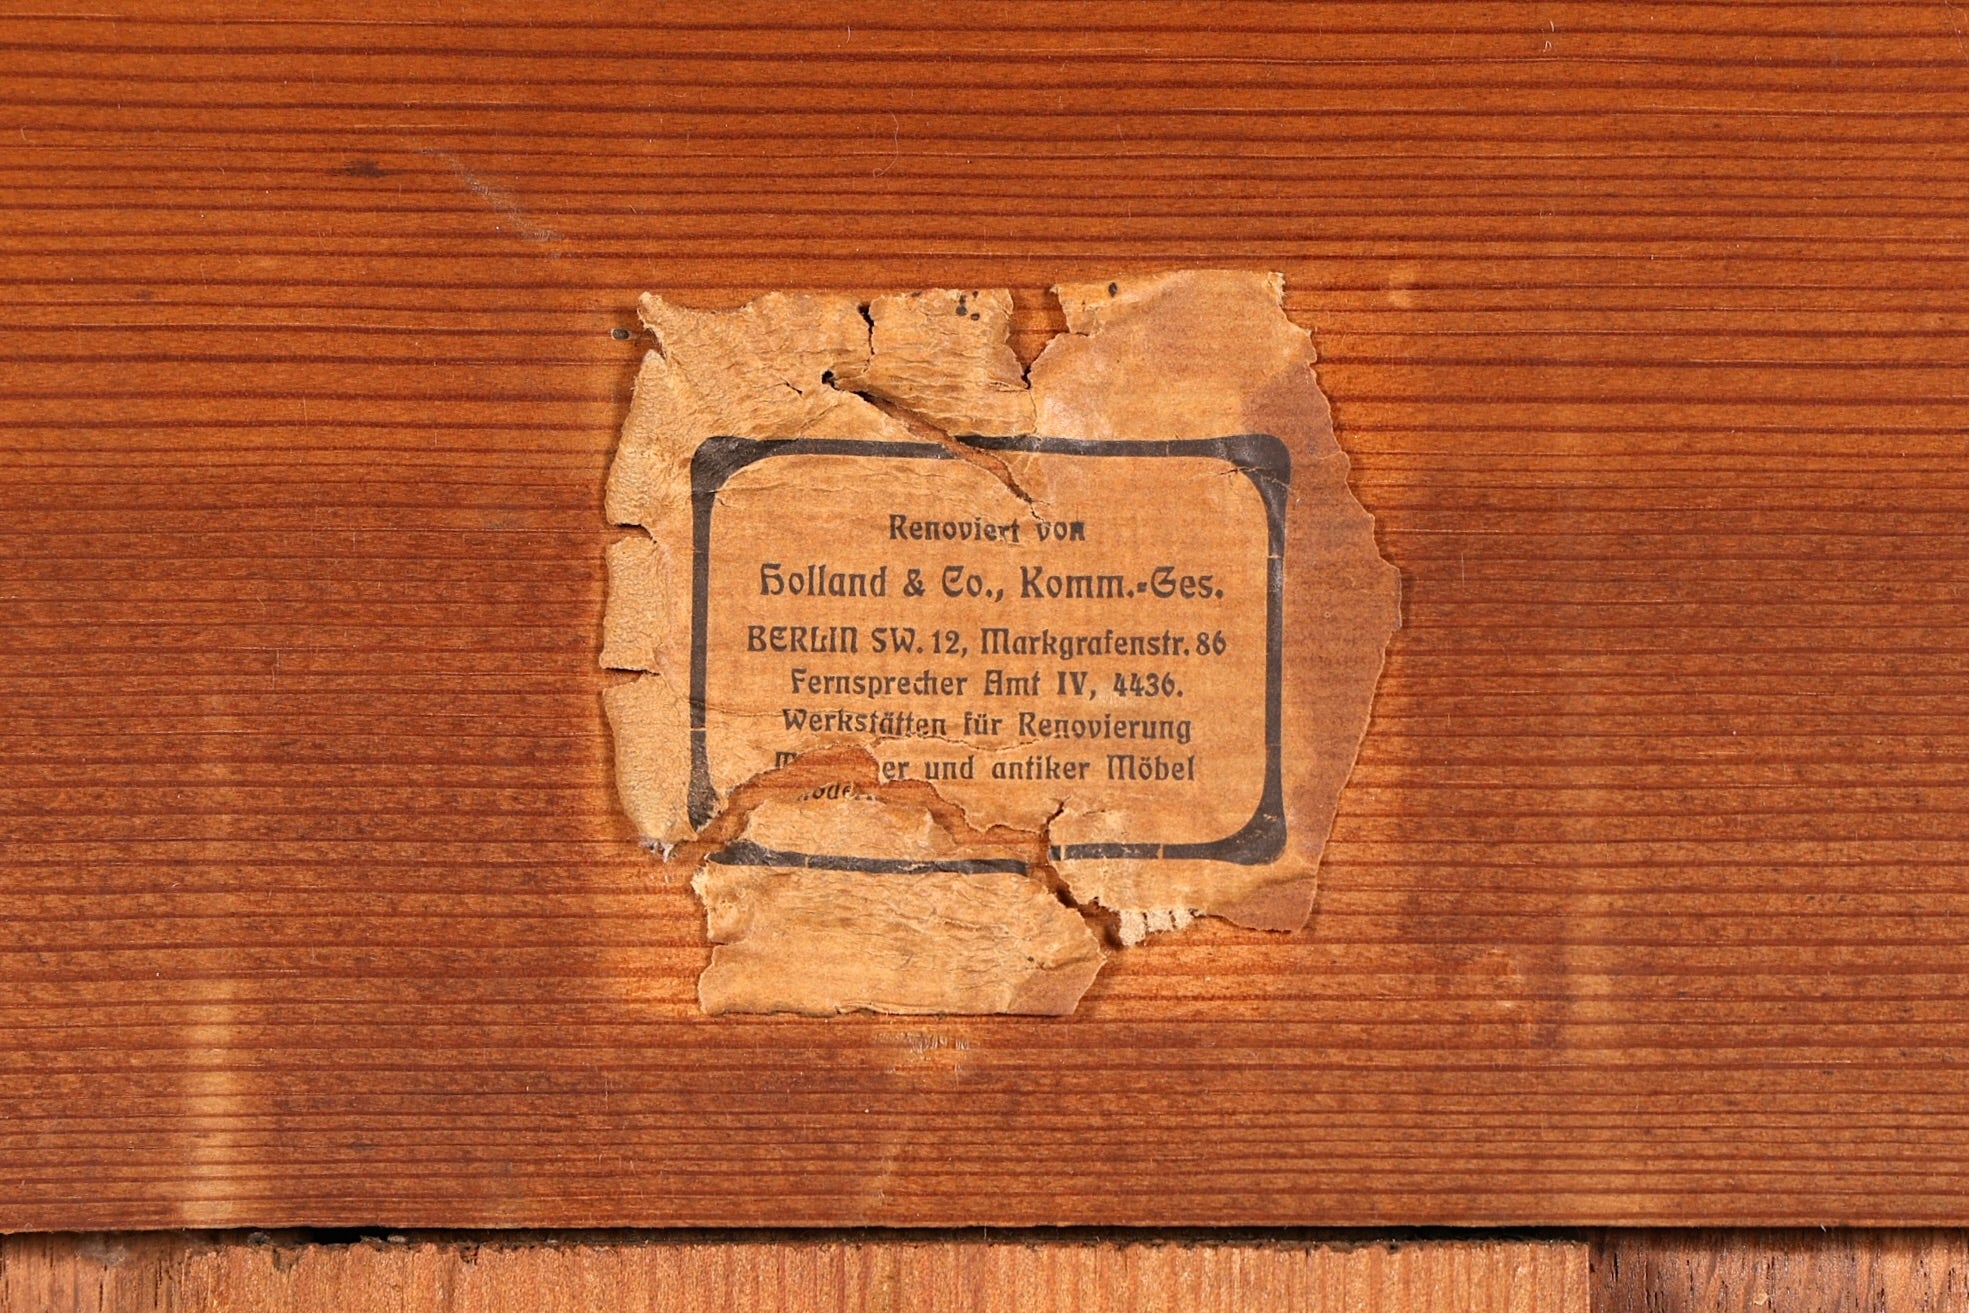 Renoviert von
Holland & Co., Komm.-Ges.
BERLIN SW. 12, Markgrafenstr. 86
Fernsprecher Amt IV, 4436.
Werkstätten für Renovierung
moderner und antiker Möbel